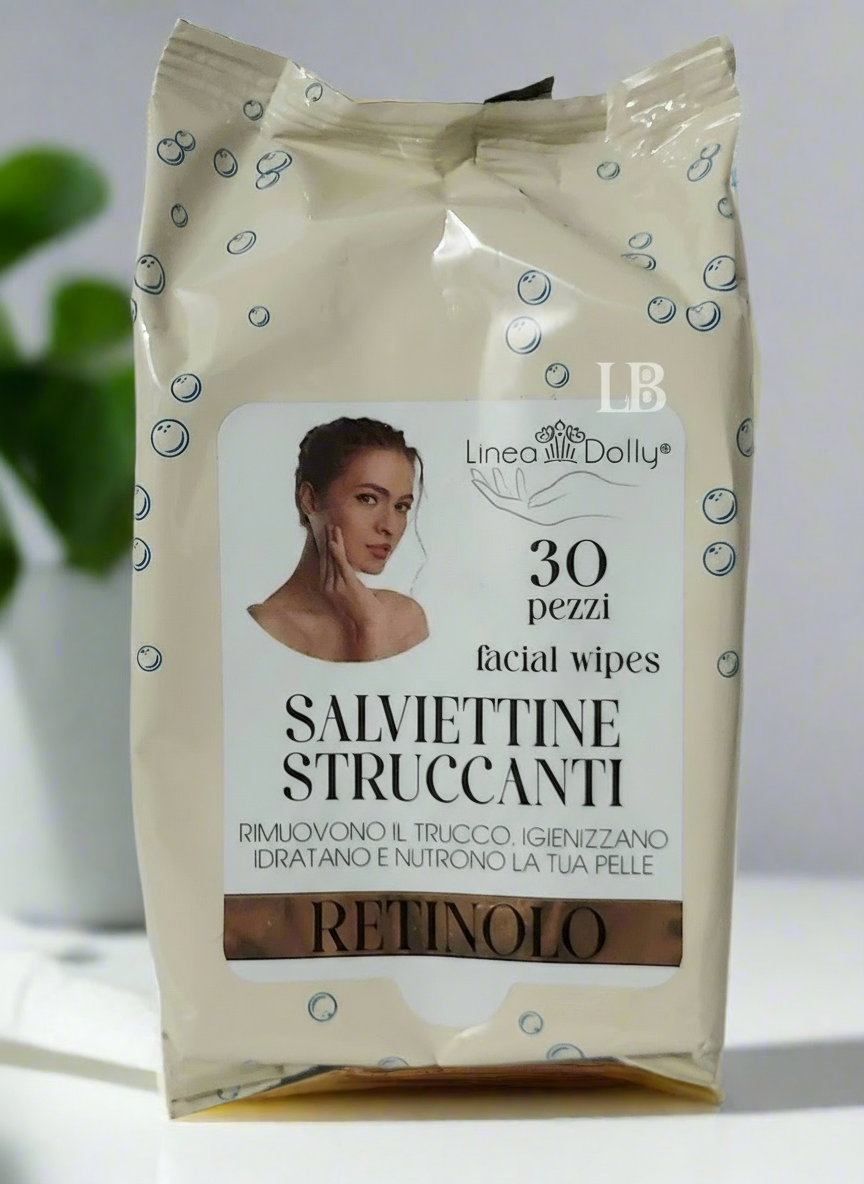 LB
Linea Dolly®
30
pezzi
facial wipes
SALVIETTINE
STRUCCANTI
RIMUOVONO IL TRUCCO, IGIENIZZANO
IDRATANO E NUTRONO LA TUA PELLE
RETINOLO